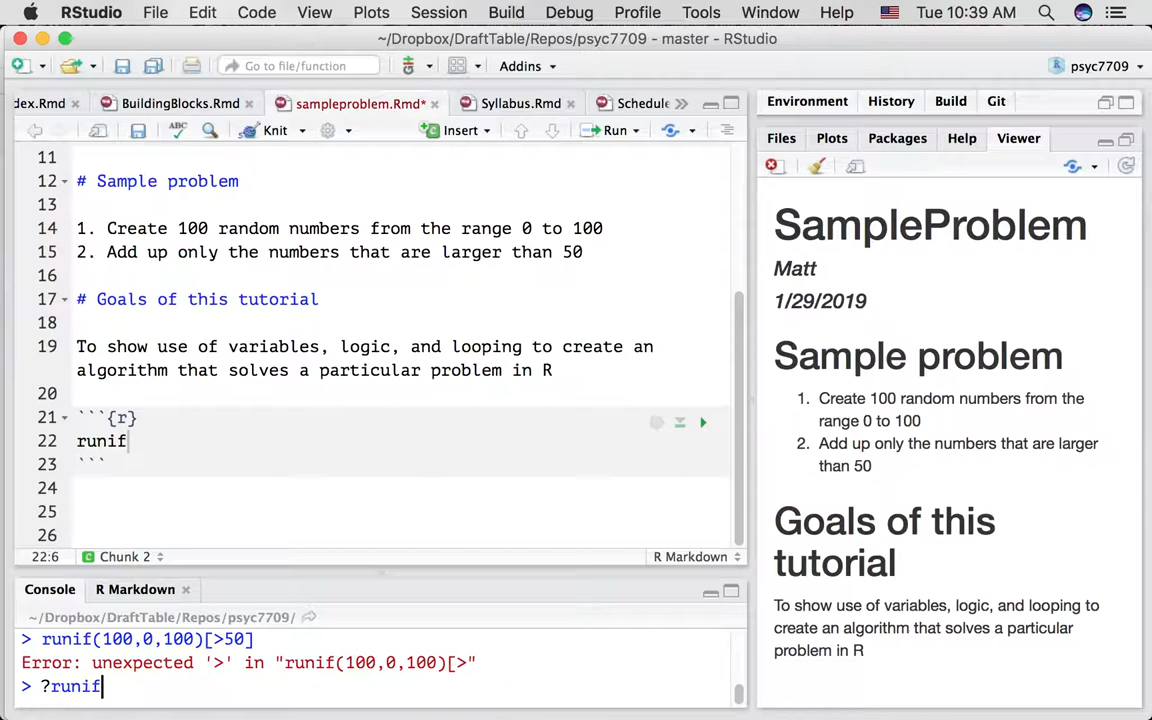 RStudio File Edit Code View Plots Session Build Debug Profile Tools Window Help Tue 10:39 AM
~/Dropbox/DraftTable/Repos/psyc7709 - master - RStudio
Go to file/function Addins psyc7709
dex.Rmd BuildingBlocks.Rmd sampleproblem.Rmd* Syllabus.Rmd Schedule
ABC Knit Insert Run
11
12 # Sample problem
13
14 1. Create 100 random numbers from the range 0 to 100
15 2. Add up only the numbers that are larger than 50
16
17 # Goals of this tutorial
18
19 To show use of variables, logic, and looping to create an
algorithm that solves a particular problem in R
20
21 ```{r}
22 runif
23 ```
24
25
26
22:6 Chunk 2 R Markdown
Console R Markdown
~/Dropbox/DraftTable/Repos/psyc7709/
> runif(100,0,100)[>50]
Error: unexpected '>' in "runif(100,0,100)[>"
> ?runif
Environment History Build Git
Files Plots Packages Help Viewer
SampleProblem
Matt
1/29/2019
Sample problem
1. Create 100 random numbers from the
range 0 to 100
2. Add up only the numbers that are larger
than 50
Goals of this
tutorial
To show use of variables, logic, and looping to
create an algorithm that solves a particular
problem in R